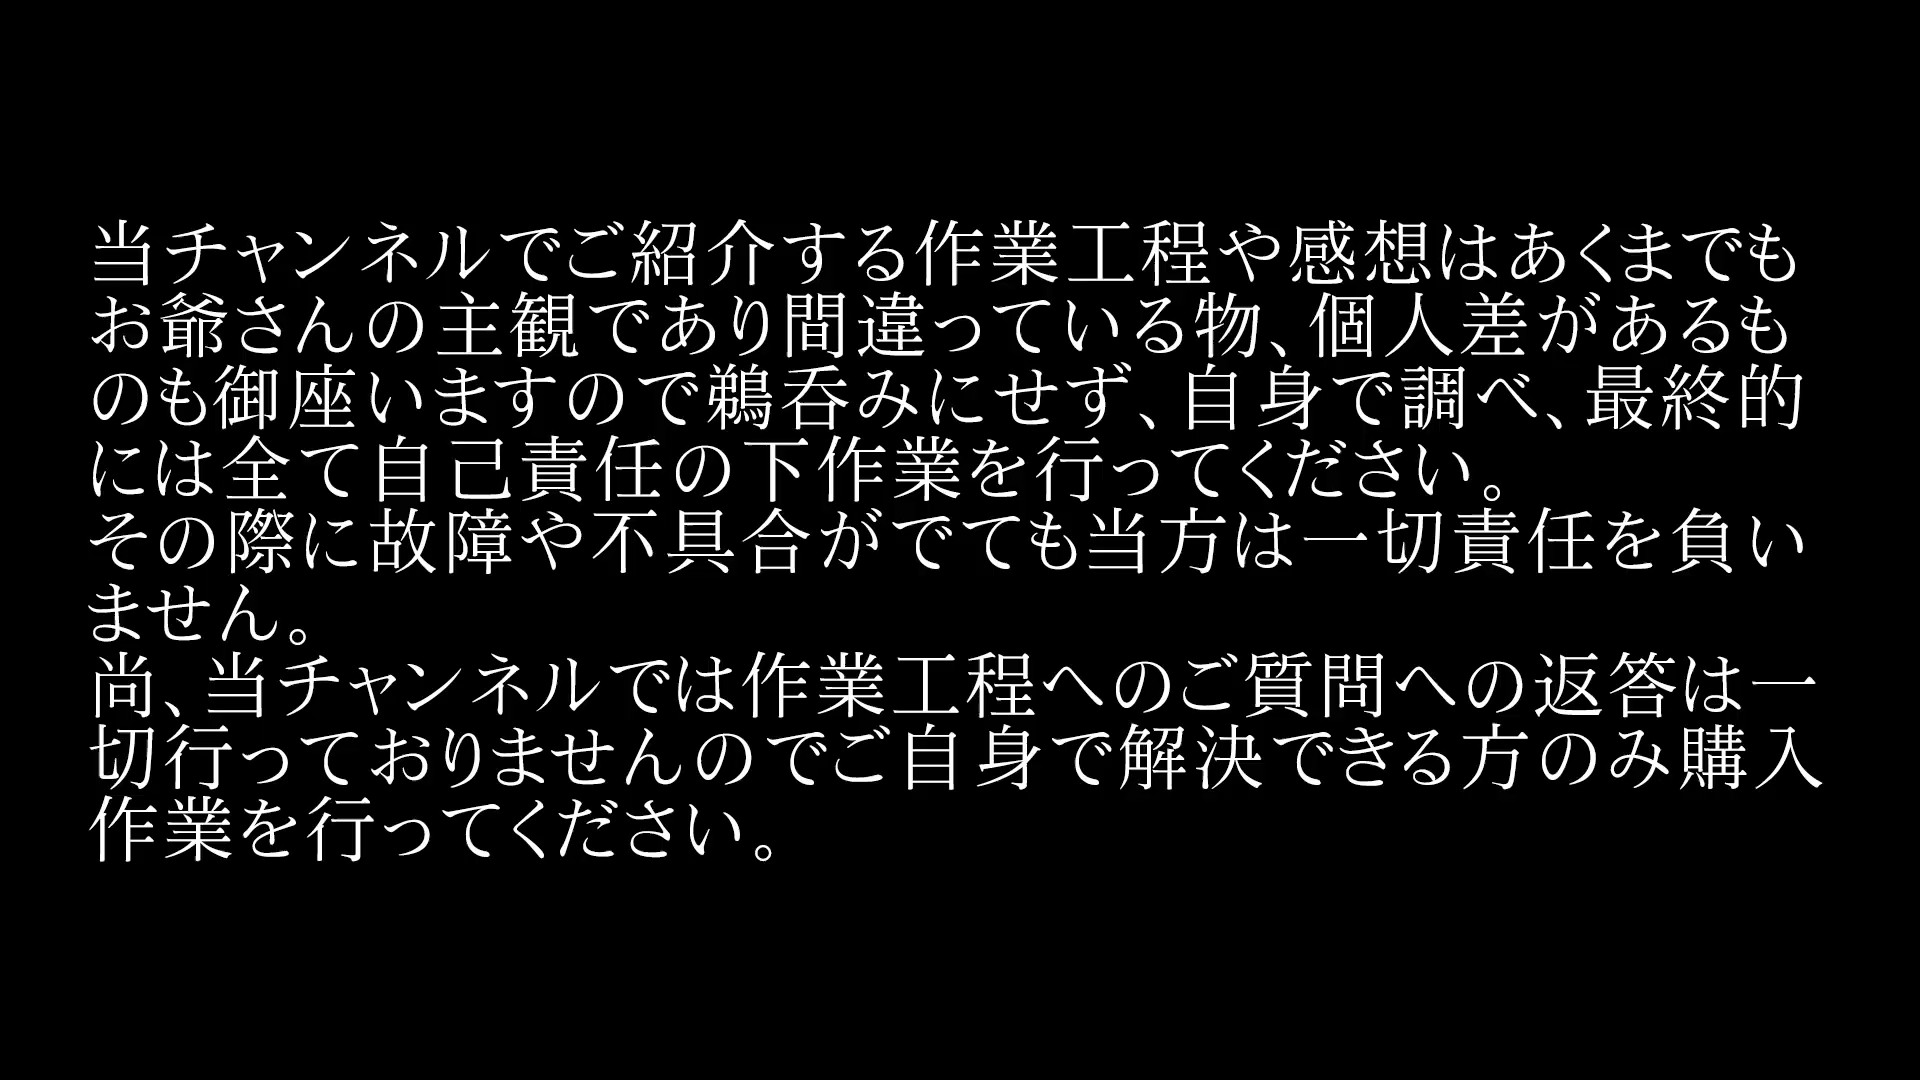 当チャンネルでご紹介する作業工程や感想はあくまでも
お爺さんの主観であり間違っている物、個人差があるも
のも御座いますので鵜呑みにせず、自身で調べ、最終的
には全て自己責任の下作業を行ってください。
その際に故障や不具合がでても当方は一切責任を負い
ません。
尚、当チャンネルでは作業工程へのご質問への返答は一
切行っておりませんのでご自身で解決できる方のみ購入
作業を行ってください。